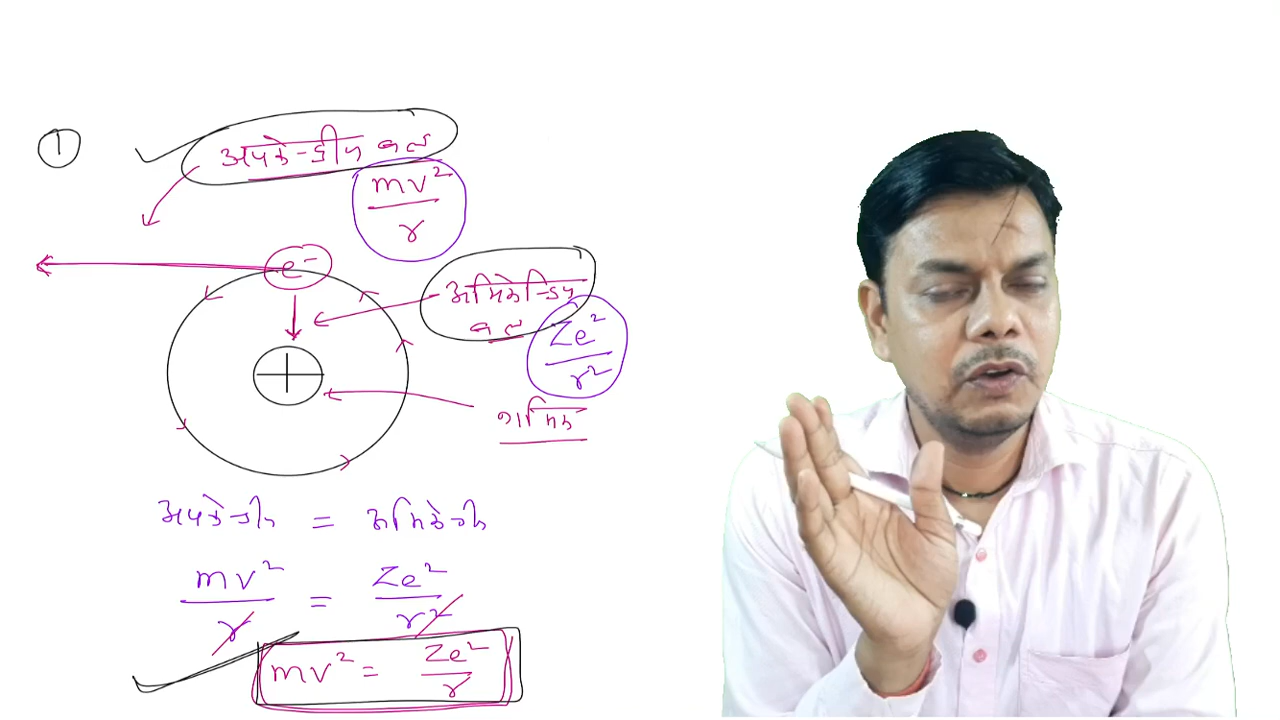 ①
अपकेन्द्रीय बल
mv²/r
e⁻
अभिकेन्द्रीय
बल
Ze²/r²
+
नाभिक
अपकेन्द्रीय = अभिकेन्द्रीय
mv²/r = Ze²/r²
mv² = Ze²/r